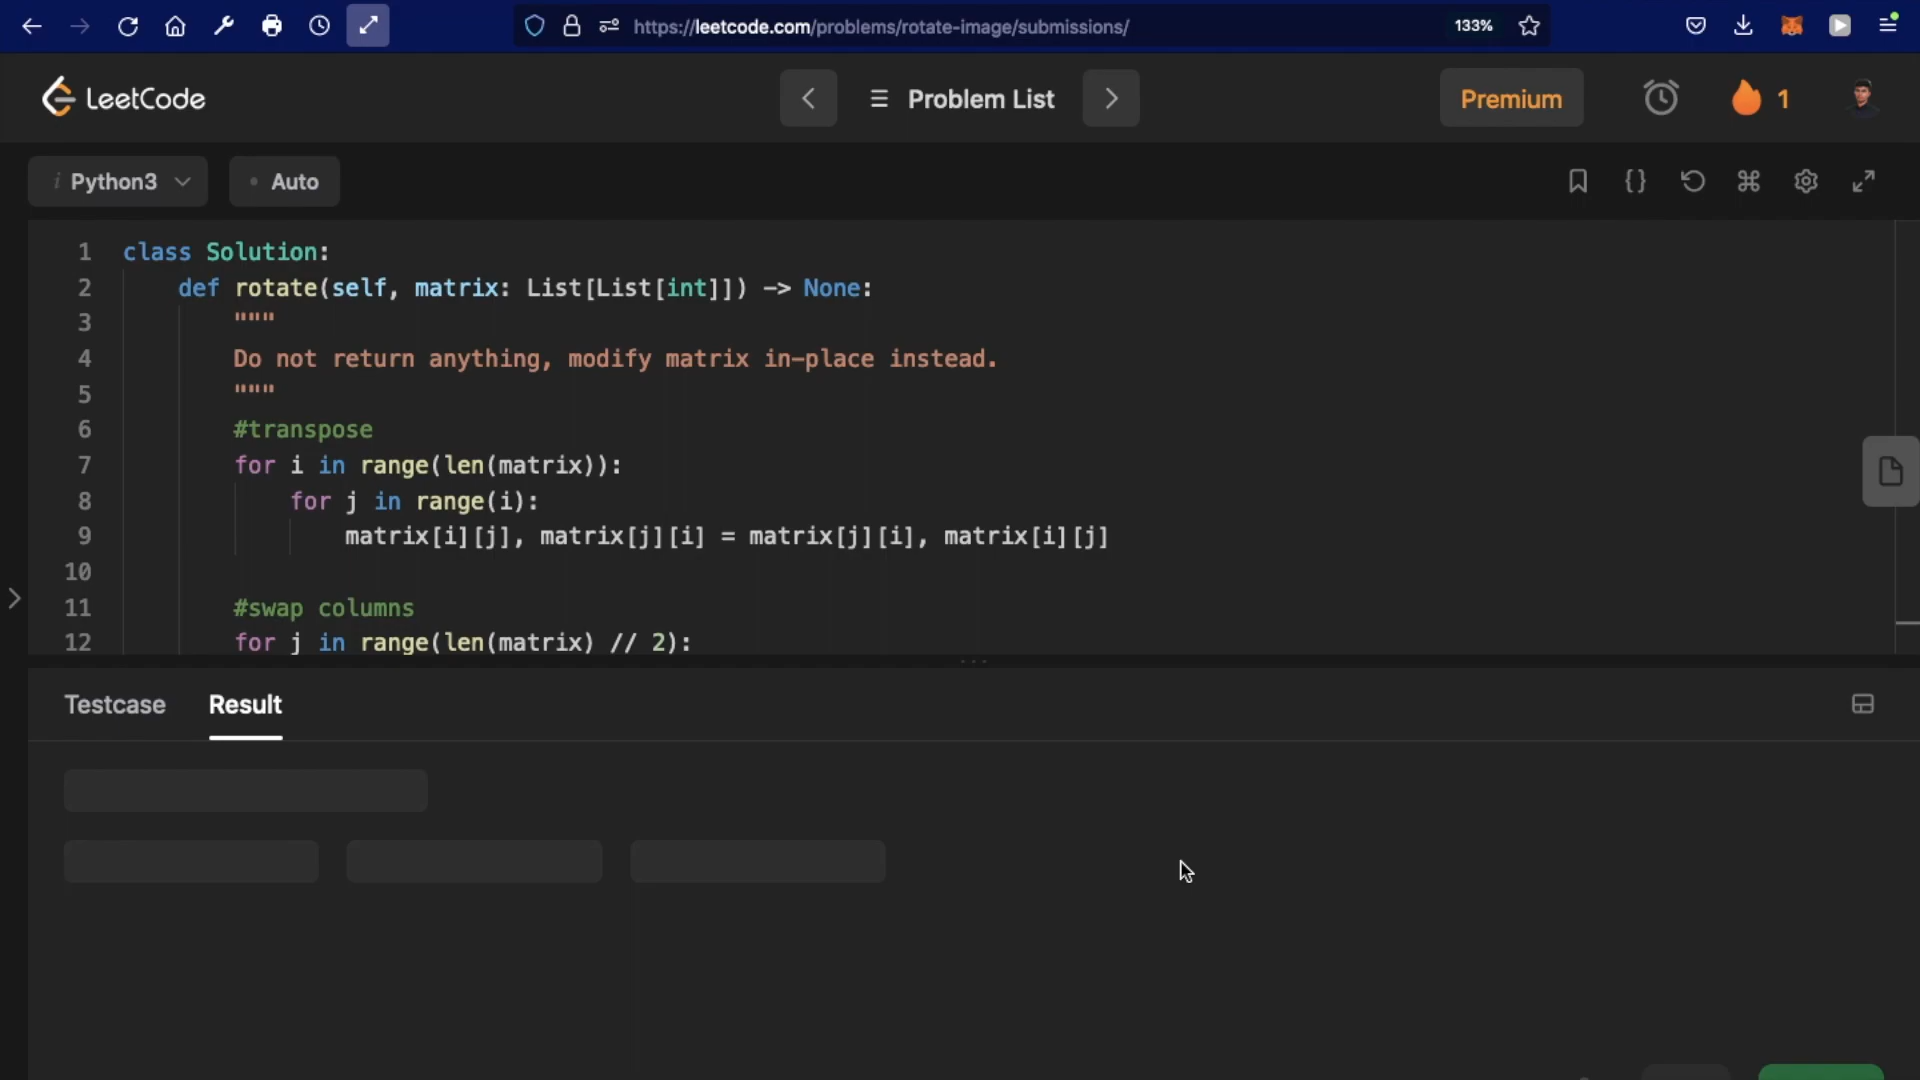 https://leetcode.com/problems/rotate-image/submissions/ 133%
LeetCode
Problem List
Premium
1
Python3
Auto
1 class Solution:
2 def rotate(self, matrix: List[List[int]]) -> None:
3 """
4 Do not return anything, modify matrix in-place instead.
5 """
6 #transpose
7 for i in range(len(matrix)):
8 for j in range(i):
9 matrix[i][j], matrix[j][i] = matrix[j][i], matrix[i][j]
10
11 #swap columns
12 for j in range(len(matrix) // 2):
Testcase Result